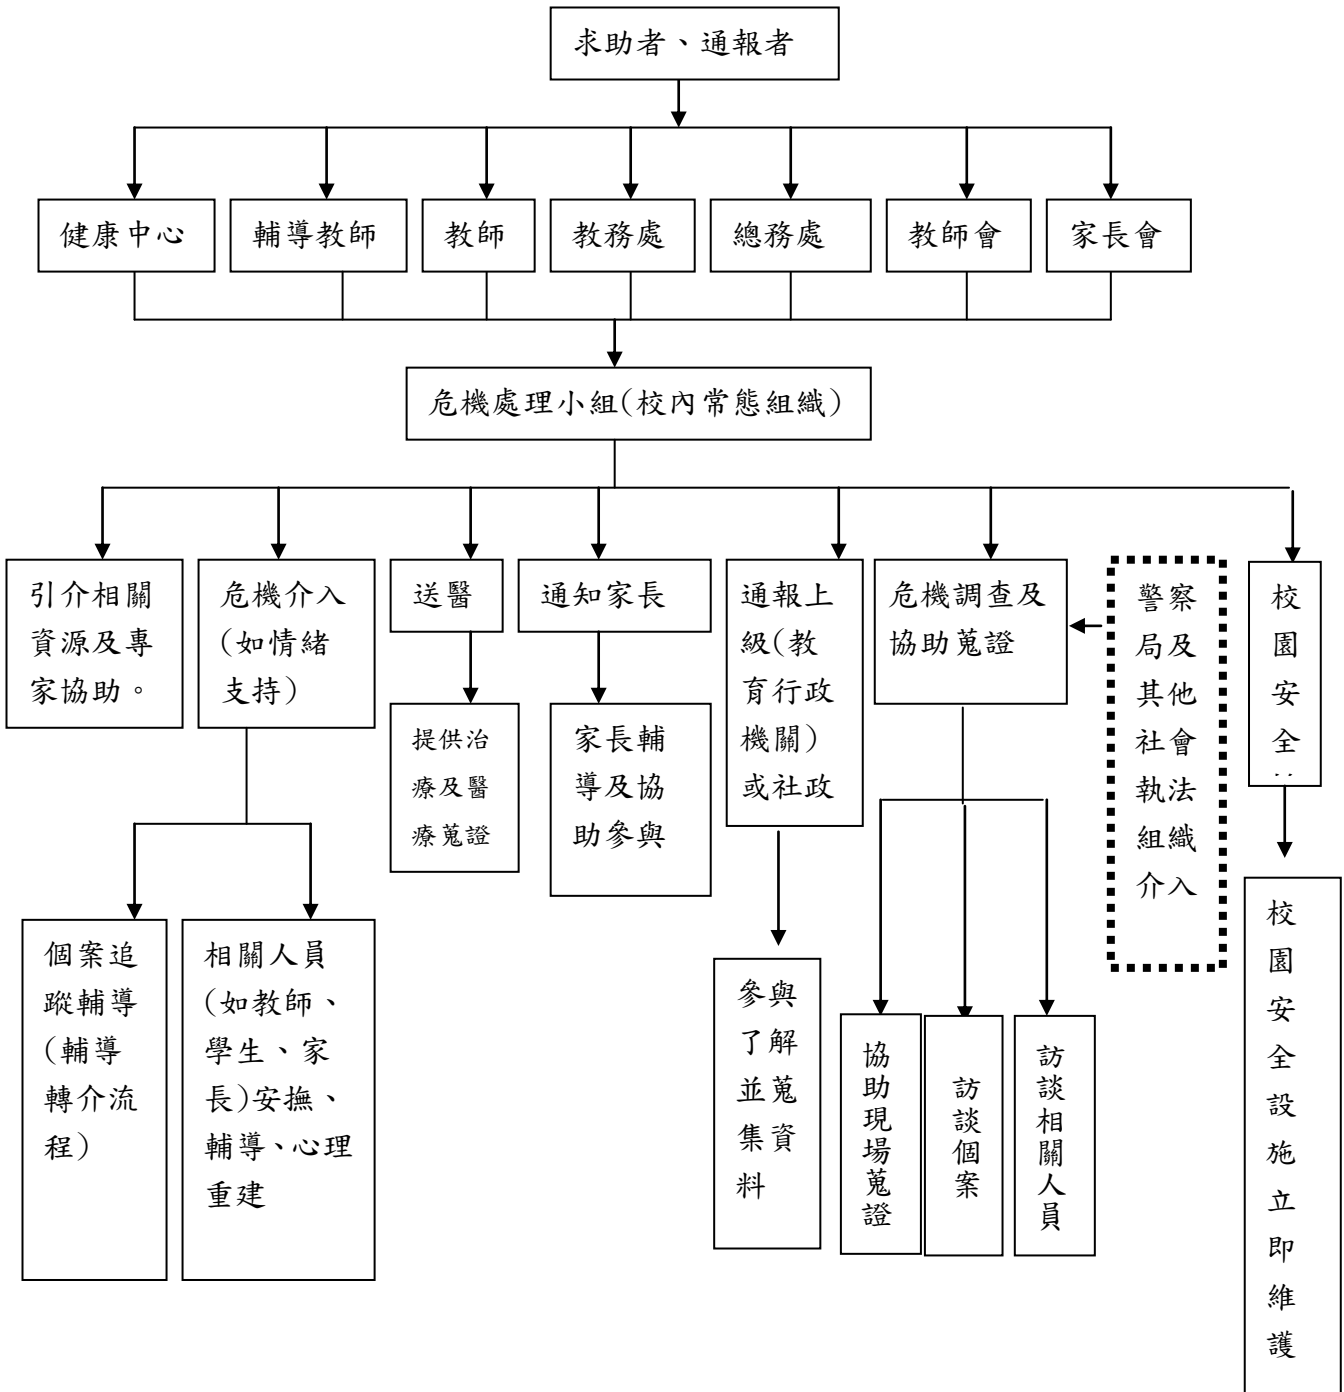 求助者、通報者
健康中心
輔導教師
教師
教務處
總務處
教師會
家長會
危機處理小組(校內常態組織)
引介相關
資源及專
家協助。
危機介入
(如情緒
支持)
送醫
通知家長
通報上
級(教
育行政
機關)
或社政
危機調查及
協助蒐證
警察
局及
其他
社會
執法
組織
介入
校
園
安
全
提供治
療及醫
療蒐證
家長輔
導及協
助參與
個案追
蹤輔導
(輔導
轉介流
程)
相關人員
(如教師、
學生、家
長)安撫、
輔導、心理
重建
參與
了解
並蒐
集資
料
協助現場蒐證
訪談個案
訪談相關人員
校
園
安
全
設
施
立
即
維
護